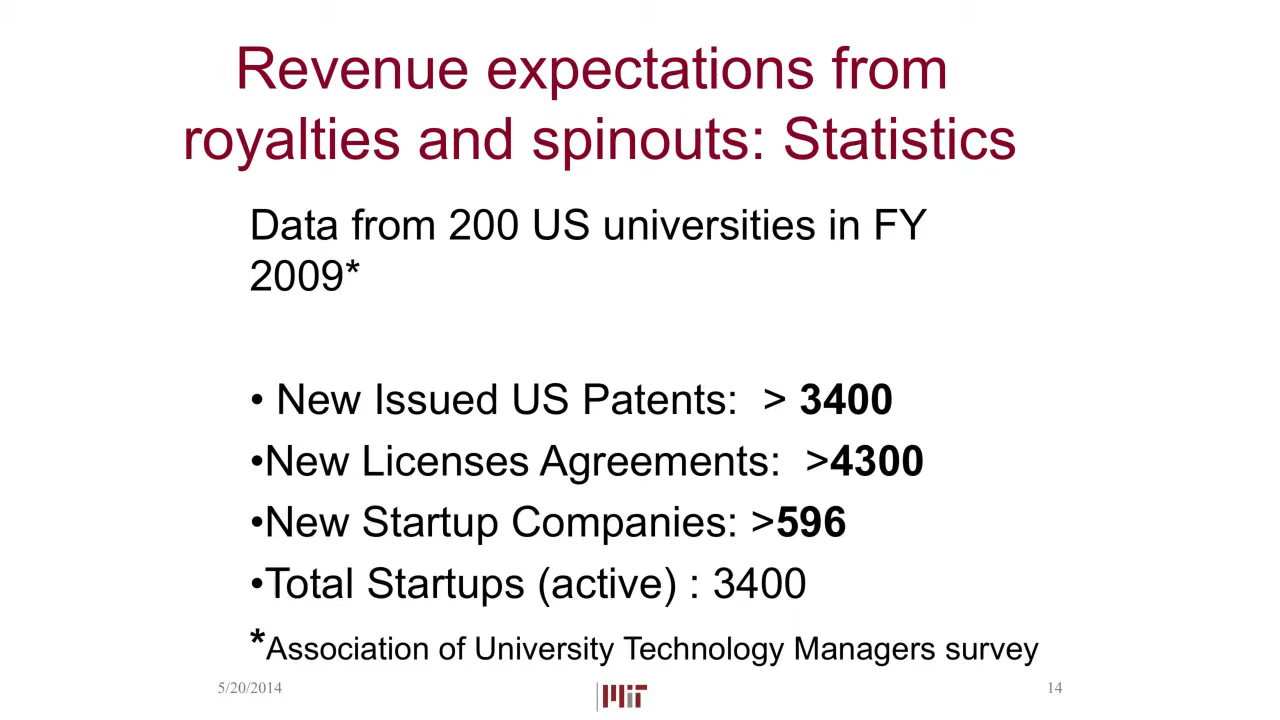 Revenue expectations from
royalties and spinouts: Statistics
Data from 200 US universities in FY
2009*
• New Issued US Patents:  > 3400
•New Licenses Agreements:  >4300
•New Startup Companies: >596
•Total Startups (active) : 3400
*Association of University Technology Managers survey
5/20/2014
MIT
14